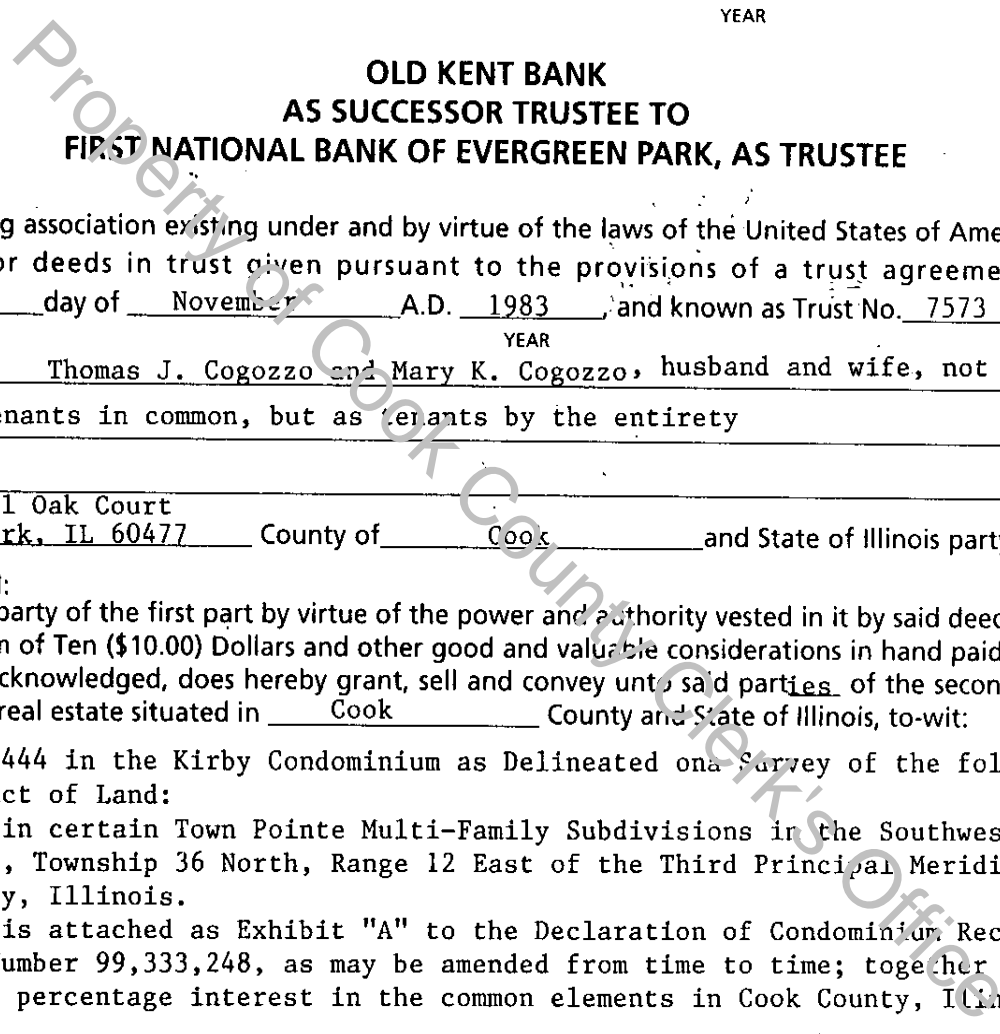 YEAR
OLD KENT BANK
AS SUCCESSOR TRUSTEE TO
FIRST NATIONAL BANK OF EVERGREEN PARK, AS TRUSTEE
g association existing under and by virtue of the laws of the United States of Ame
or deeds in trust given pursuant to the provisions of a trust agreeme
day of November A.D. 1983, and known as Trust No. 7573
YEAR
Thomas J. Cogozzo and Mary K. Cogozzo, husband and wife, not
enants in common, but as tenants by the entirety
1 Oak Court
rk, IL 60477 County of Cook and State of Illinois party
:
party of the first part by virtue of the power and authority vested in it by said deed
n of Ten ($10.00) Dollars and other good and valuable considerations in hand paid
cknowledged, does hereby grant, sell and convey unto said parties of the secon
real estate situated in Cook County and State of Illinois, to-wit:
444 in the Kirby Condominium as Delineated ona Survey of the fol
ct of Land:
in certain Town Pointe Multi-Family Subdivisions in the Southwes
, Township 36 North, Range 12 East of the Third Principal Meridi
y, Illinois.
is attached as Exhibit "A" to the Declaration of Condominium Rec
umber 99,333,248, as may be amended from time to time; together
percentage interest in the common elements in Cook County, Illin
Property of Cook County Clerk's Office